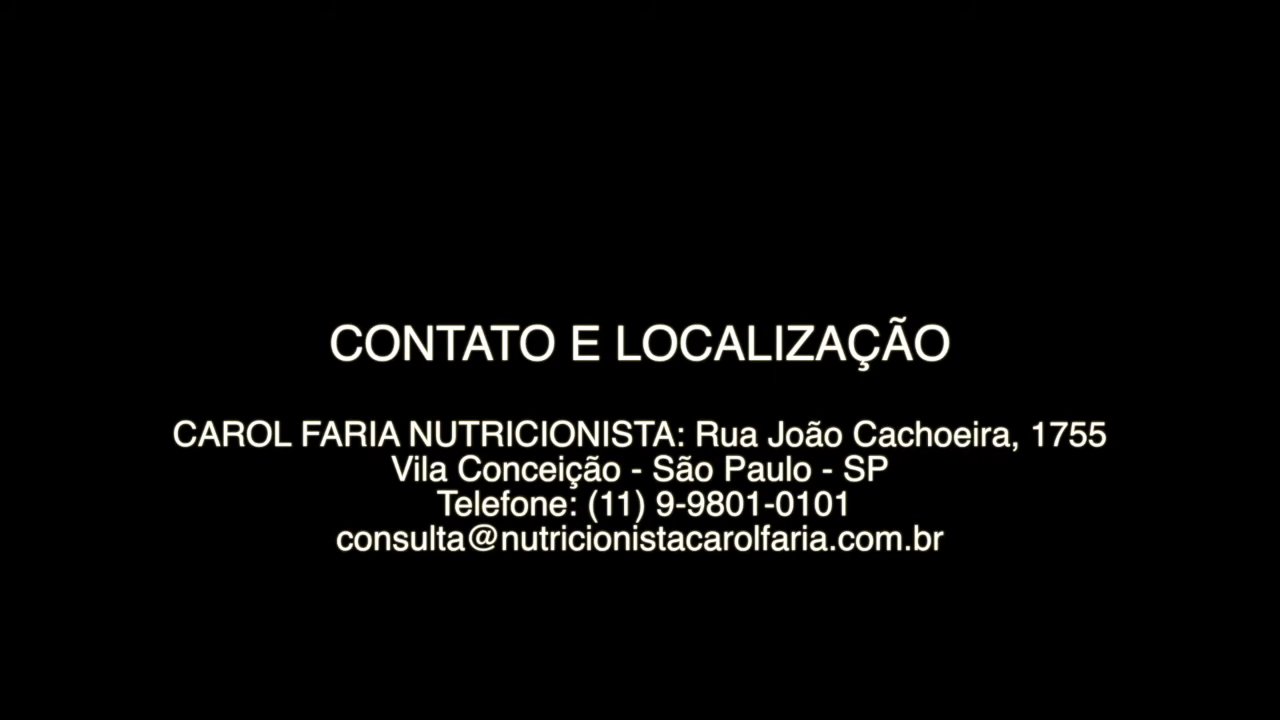 CONTATO E LOCALIZAÇÃO
CAROL FARIA NUTRICIONISTA: Rua João Cachoeira, 1755
Vila Conceição - São Paulo - SP
Telefone: (11) 9-9801-0101
consulta@nutricionistacarolfaria.com.br